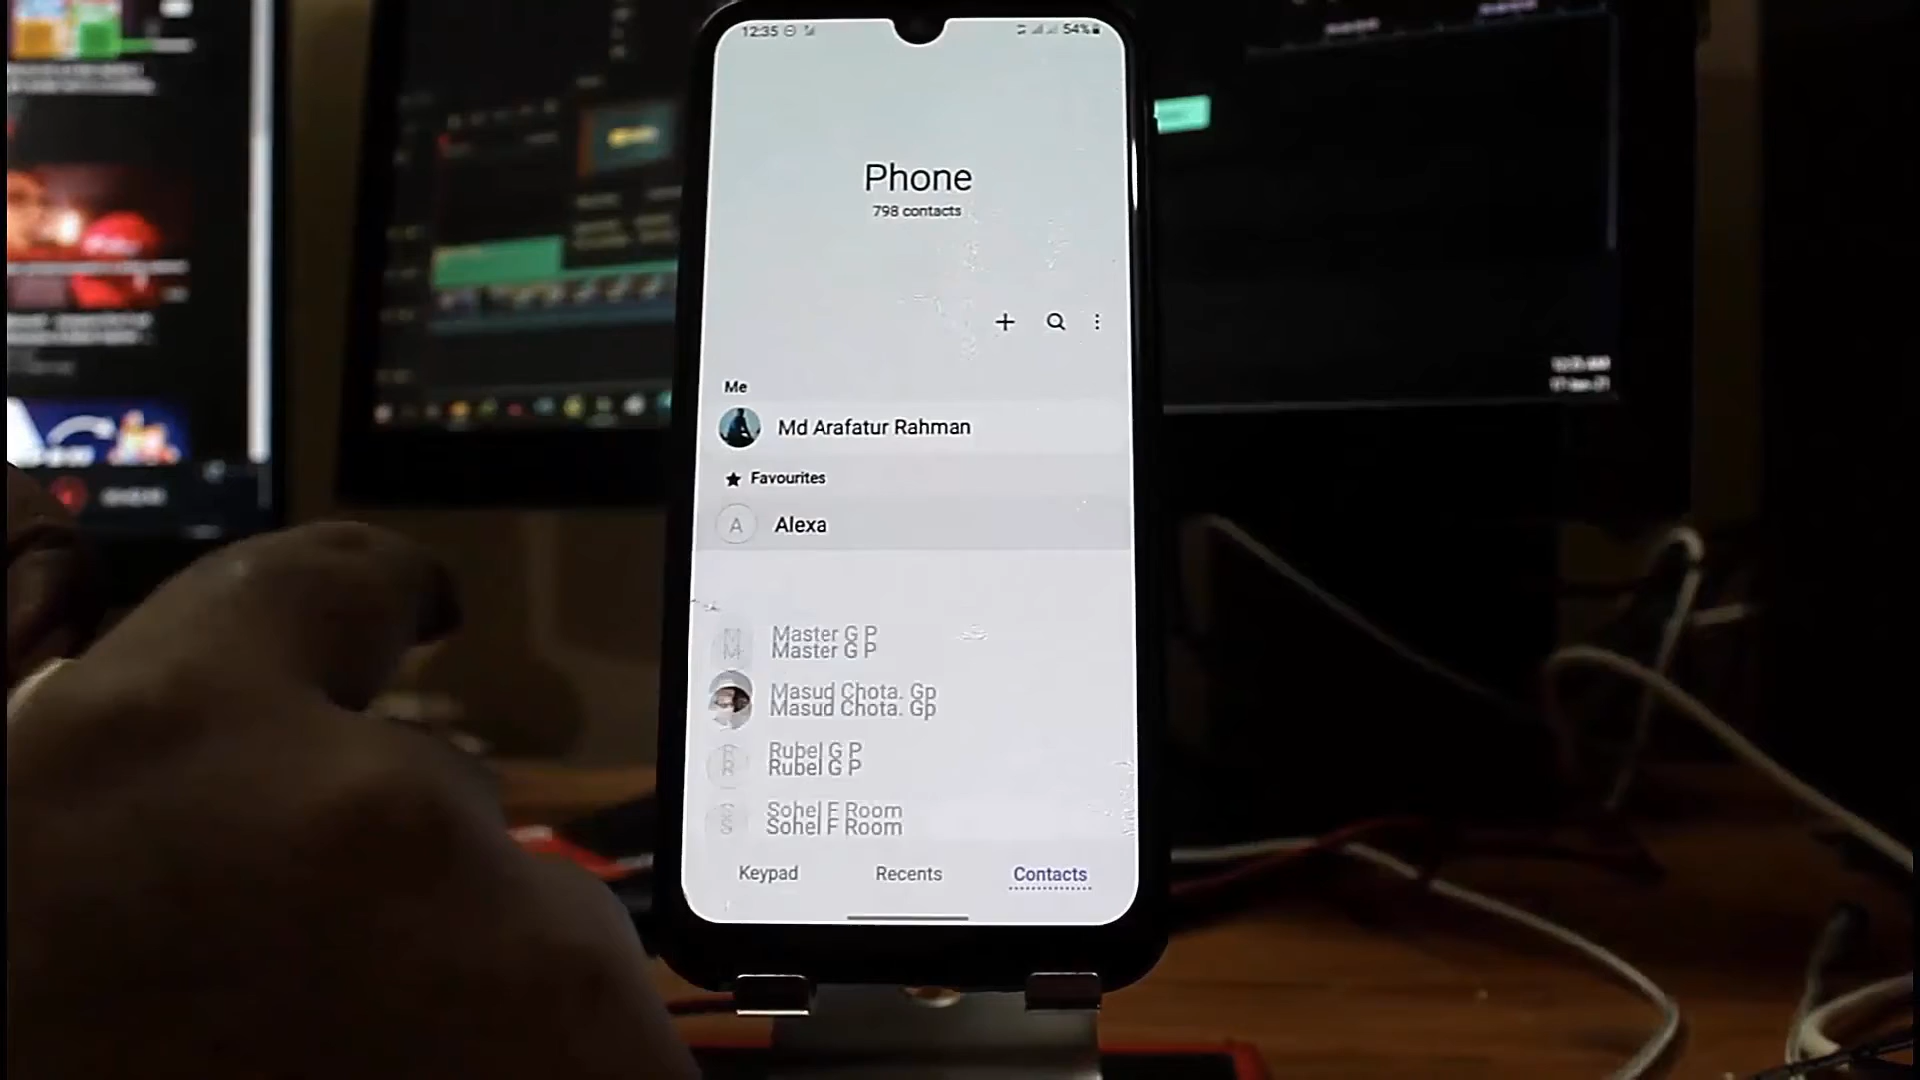 12:35
54%
Phone
798 contacts
Me
Md Arafatur Rahman
Favourites
A
Alexa
Master G P
Master G P
Masud Chota. Gp
Masud Chota. Gp
Rubel G P
Rubel G P
Sohel F Room
Sohel F Room
Keypad
Recents
Contacts